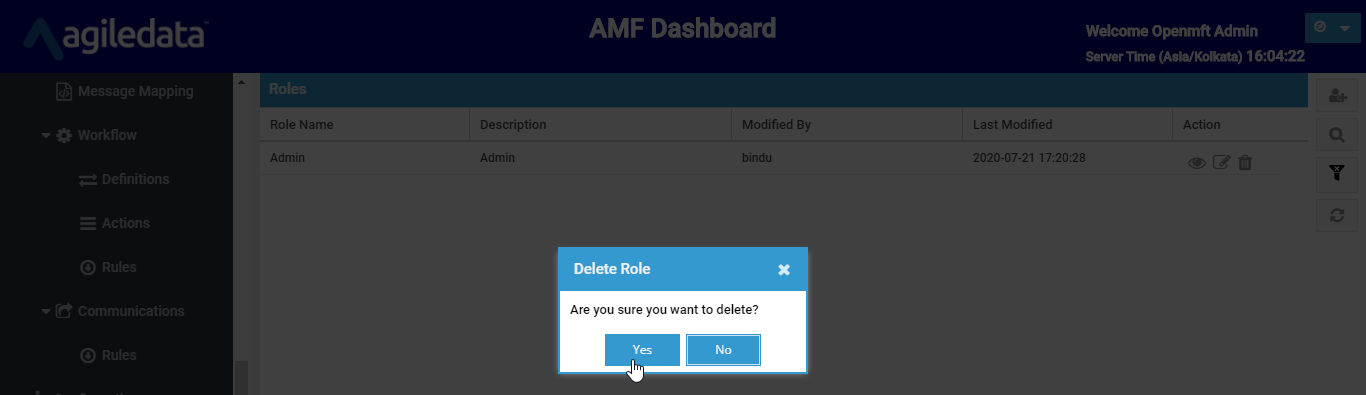 agiledata
AMF Dashboard
Welcome Openmft Admin
Server Time (Asia/Kolkata) 16:04:22
Message Mapping
Workflow
Definitions
Actions
Rules
Communications
Rules
Roles
Role Name Description Modified By Last Modified Action
Admin Admin bindu 2020-07-21 17:20:28
Delete Role
Are you sure you want to delete?
Yes No